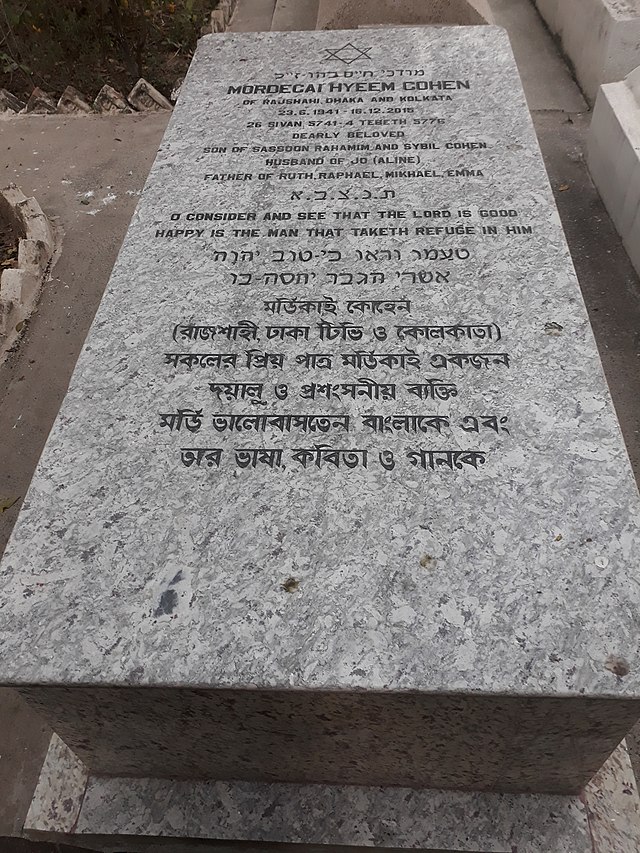 מרדכי חיים כהן ז״ל
MORDECAI HYEEM COHEN
OF RAJSHAHI, DHAKA AND KOLKATA
23.6.1941 - 16.12.2015
26 SIVAN 5741-4 TEBETH 5776
DEARLY BELOVED
SON OF SASSOON RAHAMIM, AND SYBIL COHEN
HUSBAND OF JO (ALINE)
FATHER OF RUTH, RAPHAEL, MIKHAEL, EMMA
ת.נ.צ.ב.א
O CONSIDER AND SEE THAT THE LORD IS GOOD
HAPPY IS THE MAN THAT TAKETH REFUGE IN HIM
טעמו וראו כי-טוב יהוה
אשרי הגבר יחסה-בו
মর্ডিকাই কোহেন
(রাজশাহী, ঢাকা টিভি ও কোলকাতা)
সকলের প্রিয় পাত্র মর্ডিকাই একজন
দয়ালু ও প্রশংসনীয় ব্যক্তি
মর্ডি ভালোবাসতেন বাংলাকে এবং
তার ভাষা, কবিতা ও গানকে